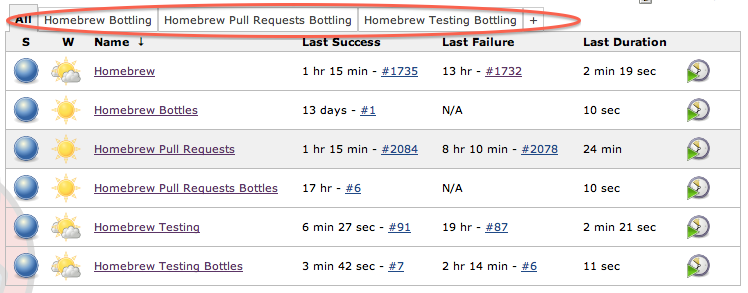 All Homebrew Bottling Homebrew Pull Requests Bottling Homebrew Testing Bottling +
S W Name ↓ Last Success Last Failure Last Duration
Homebrew 1 hr 15 min - #1735 13 hr - #1732 2 min 19 sec
Homebrew Bottles 13 days - #1 N/A 10 sec
Homebrew Pull Requests 1 hr 15 min - #2084 8 hr 10 min - #2078 24 min
Homebrew Pull Requests Bottles 17 hr - #6 N/A 10 sec
Homebrew Testing 6 min 27 sec - #91 19 hr - #87 2 min 21 sec
Homebrew Testing Bottles 3 min 42 sec - #7 2 hr 14 min - #6 11 sec